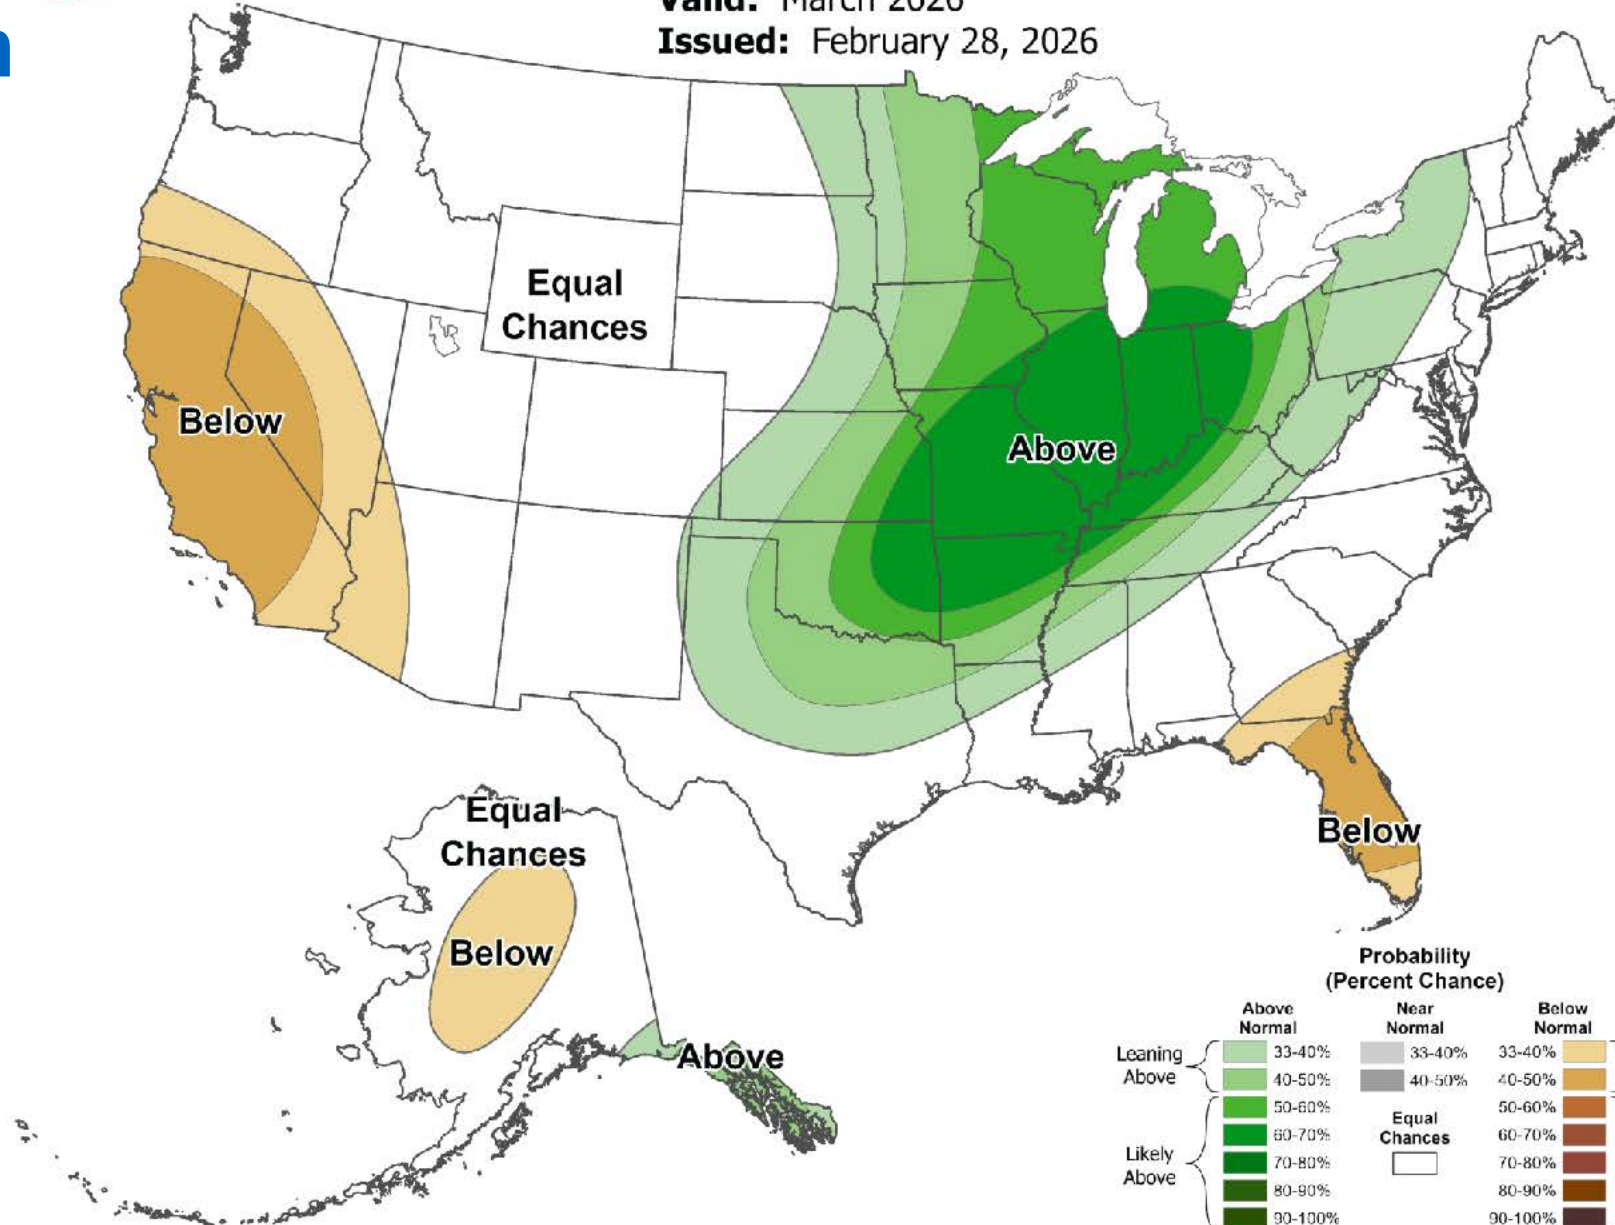 Valid: March 2026
Issued: February 28, 2026
Equal
Chances
Below
Above
Below
Equal
Chances
Below
Above
Probability
(Percent Chance)
Above
Normal
Near
Normal
Below
Normal
Leaning
Above
33-40%
40-50%
33-40%
40-50%
33-40%
40-50%
Likely
Above
50-60%
60-70%
70-80%
80-90%
90-100%
Equal
Chances
50-60%
60-70%
70-80%
80-90%
90-100%